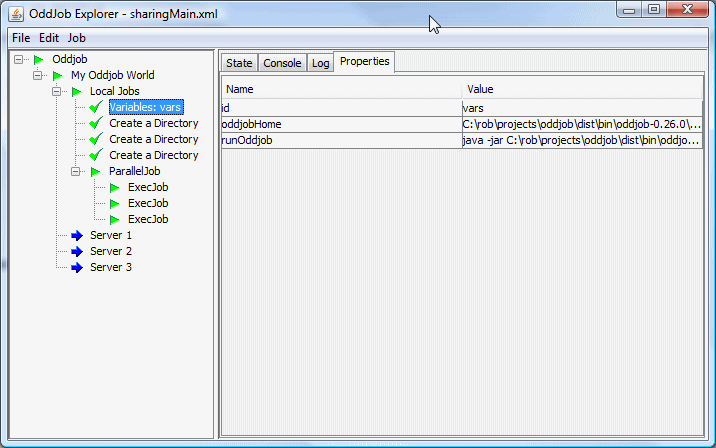 OddJob Explorer - sharingMain.xml
File Edit Job
Oddjob
My Oddjob World
Local Jobs
Variables: vars
Create a Directory
Create a Directory
Create a Directory
ParallelJob
ExecJob
ExecJob
ExecJob
Server 1
Server 2
Server 3
State Console Log Properties
Name Value
id vars
oddjobHome C:\rob\projects\oddjob\dist\bin\oddjob-0.26.0\...
runOddjob java -jar C:\rob\projects\oddjob\dist\bin\oddjo...